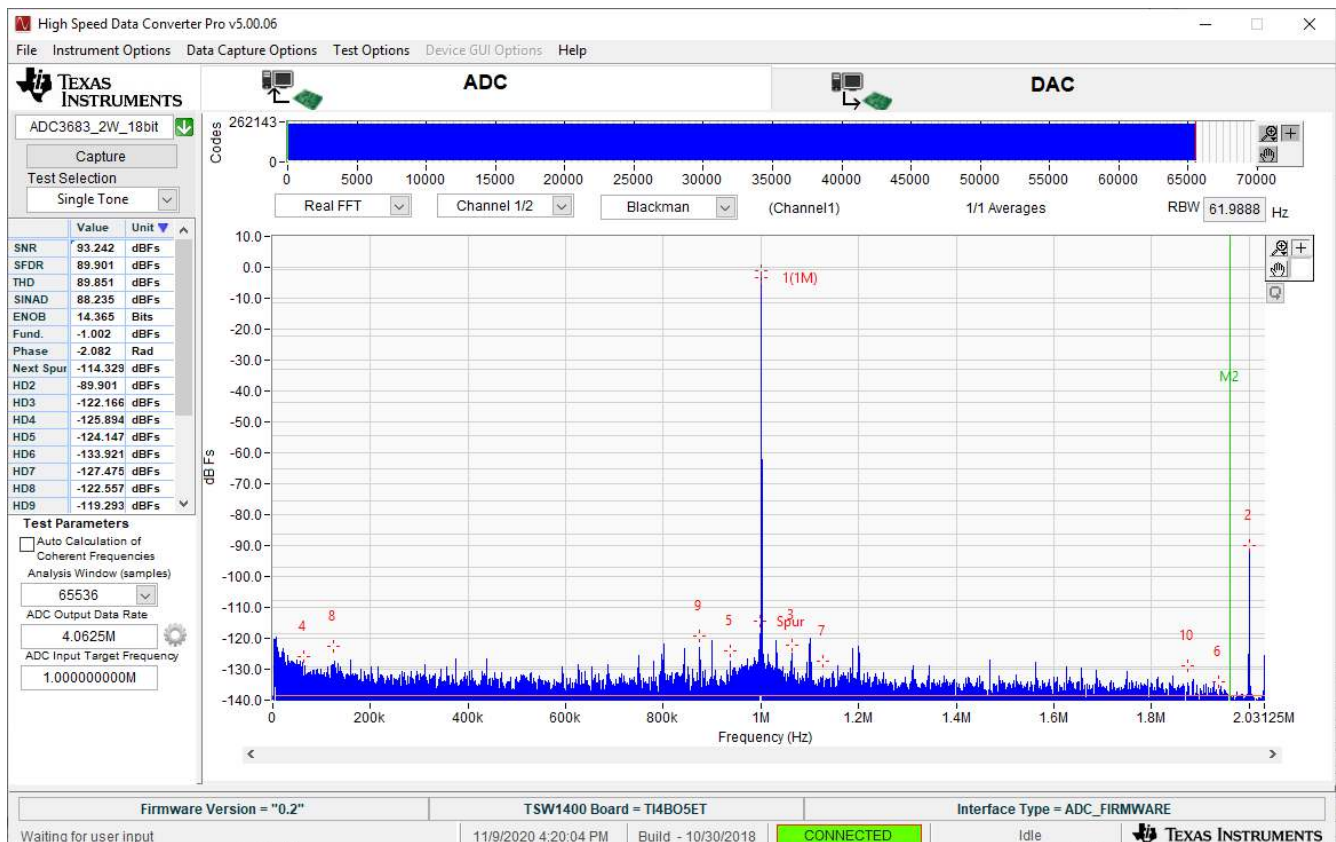 High Speed Data Converter Pro v5.00.06
File Instrument Options Data Capture Options Test Options Device GUI Options Help
TEXAS INSTRUMENTS
ADC
DAC
ADC3683_2W_18bit
Capture
Test Selection
Single Tone
Codes
262143
0
0 5000 10000 15000 20000 25000 30000 35000 40000 45000 50000 55000 60000 65000 70000
Real FFT Channel 1/2 Blackman (Channel1) 1/1 Averages RBW 61.9888 Hz
Value Unit
SNR 93.242 dBFs
SFDR 89.901 dBFs
THD 89.851 dBFs
SINAD 88.235 dBFs
ENOB 14.365 Bits
Fund. -1.002 dBFs
Phase -2.082 Rad
Next Spur -114.329 dBFs
HD2 -89.901 dBFs
HD3 -122.166 dBFs
HD4 -125.894 dBFs
HD5 -124.147 dBFs
HD6 -133.921 dBFs
HD7 -127.475 dBFs
HD8 -122.557 dBFs
HD9 -119.293 dBFs
Test Parameters
Auto Calculation of
Coherent Frequencies
Analysis Window (samples)
65536
ADC Output Data Rate
4.0625M
ADC Input Target Frequency
1.000000000M
10.0
0.0
-10.0
-20.0
-30.0
-40.0
-50.0
-60.0
-70.0
-80.0
-90.0
-100.0
-110.0
-120.0
-130.0
-140.0
dB Fs
1(1M)
M2
2
9
4
8
5
3
Spur
7
10
6
0 200k 400k 600k 800k 1M 1.2M 1.4M 1.6M 1.8M 2.03125M
Frequency (Hz)
Firmware Version = "0.2" TSW1400 Board = TI4BO5ET Interface Type = ADC_FIRMWARE
Waiting for user input 11/9/2020 4:20:04 PM Build - 10/30/2018 CONNECTED Idle TEXAS INSTRUMENTS